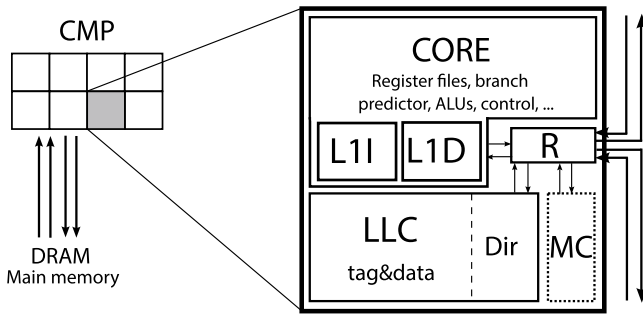 CMP
DRAM
Main memory
CORE
Register files, branch
predictor, ALUs, control, ...
L1I
L1D
R
LLC
tag&data
Dir
MC